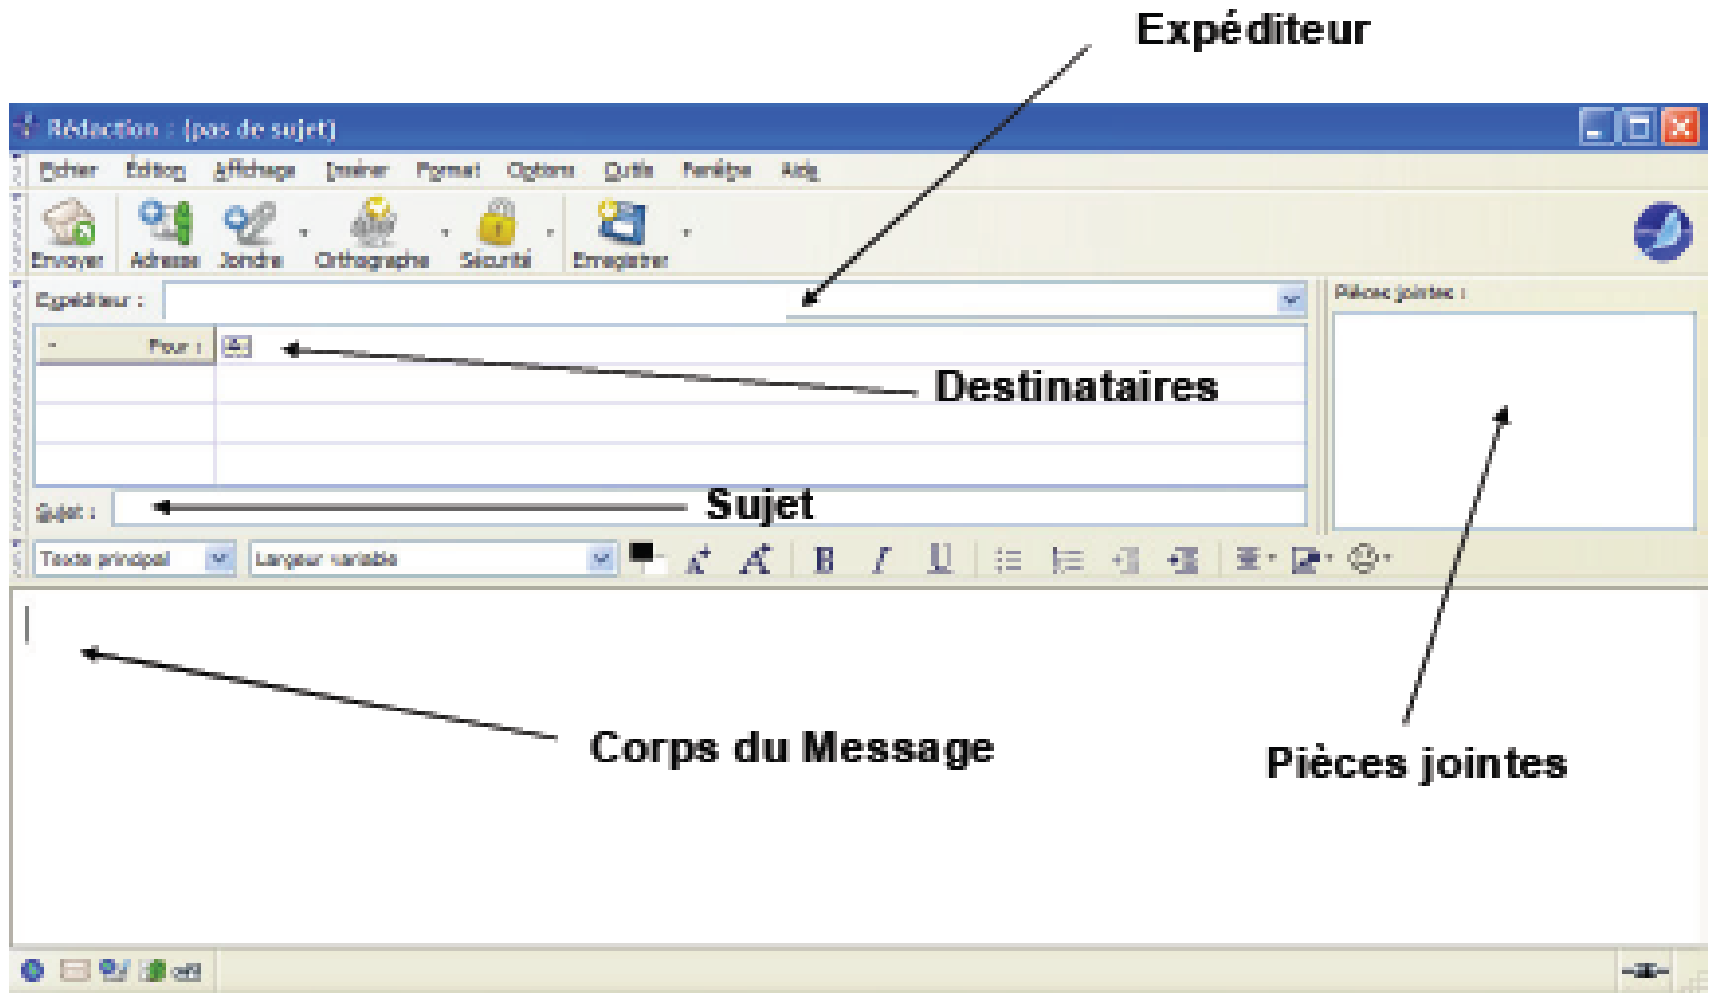 Expéditeur
Rédaction : (pas de sujet)
Fichier Édition Affichage Insérer Format Options Outils Fenêtre Aide
Envoyer Adresse Joindre Orthographe Sécurité Enregistrer
Expéditeur :
Pièces jointes :
Pour :
Destinataires
Sujet :
Sujet
Texte principal Largeur variable
Corps du Message
Pièces jointes